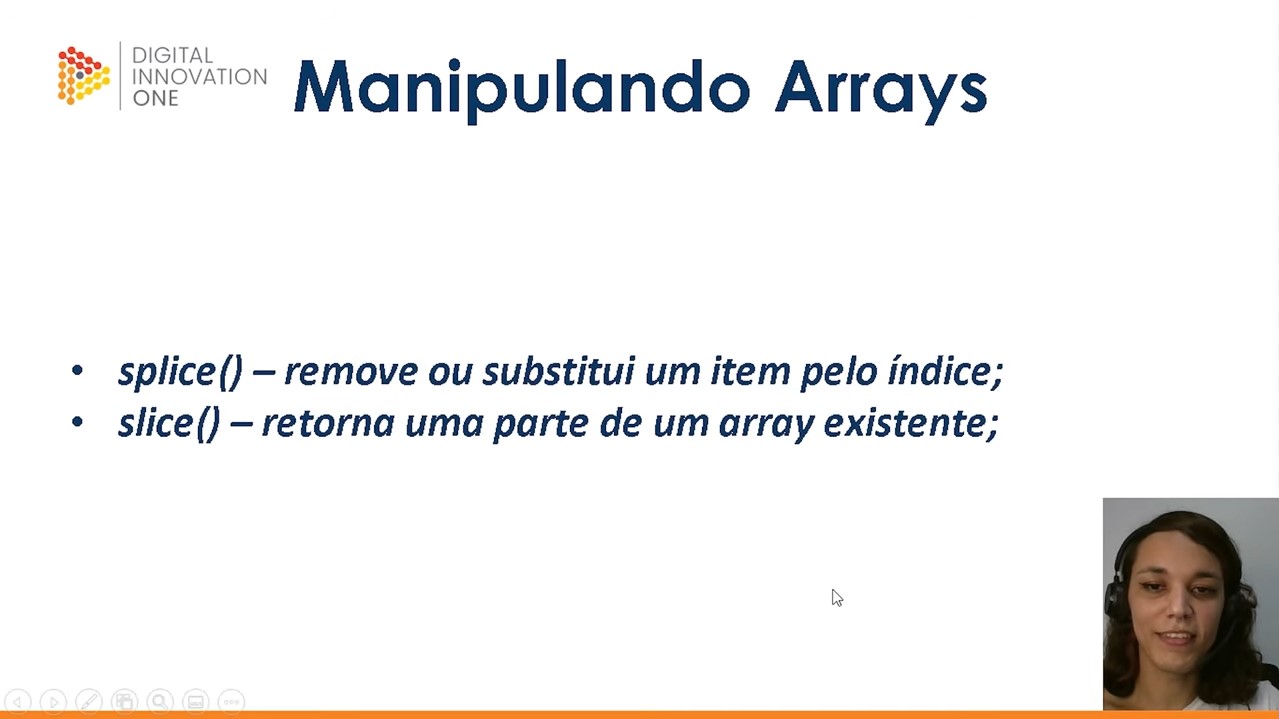 DIGITAL
INNOVATION
ONE
Manipulando Arrays
• splice() – remove ou substitui um item pelo índice;
• slice() – retorna uma parte de um array existente;